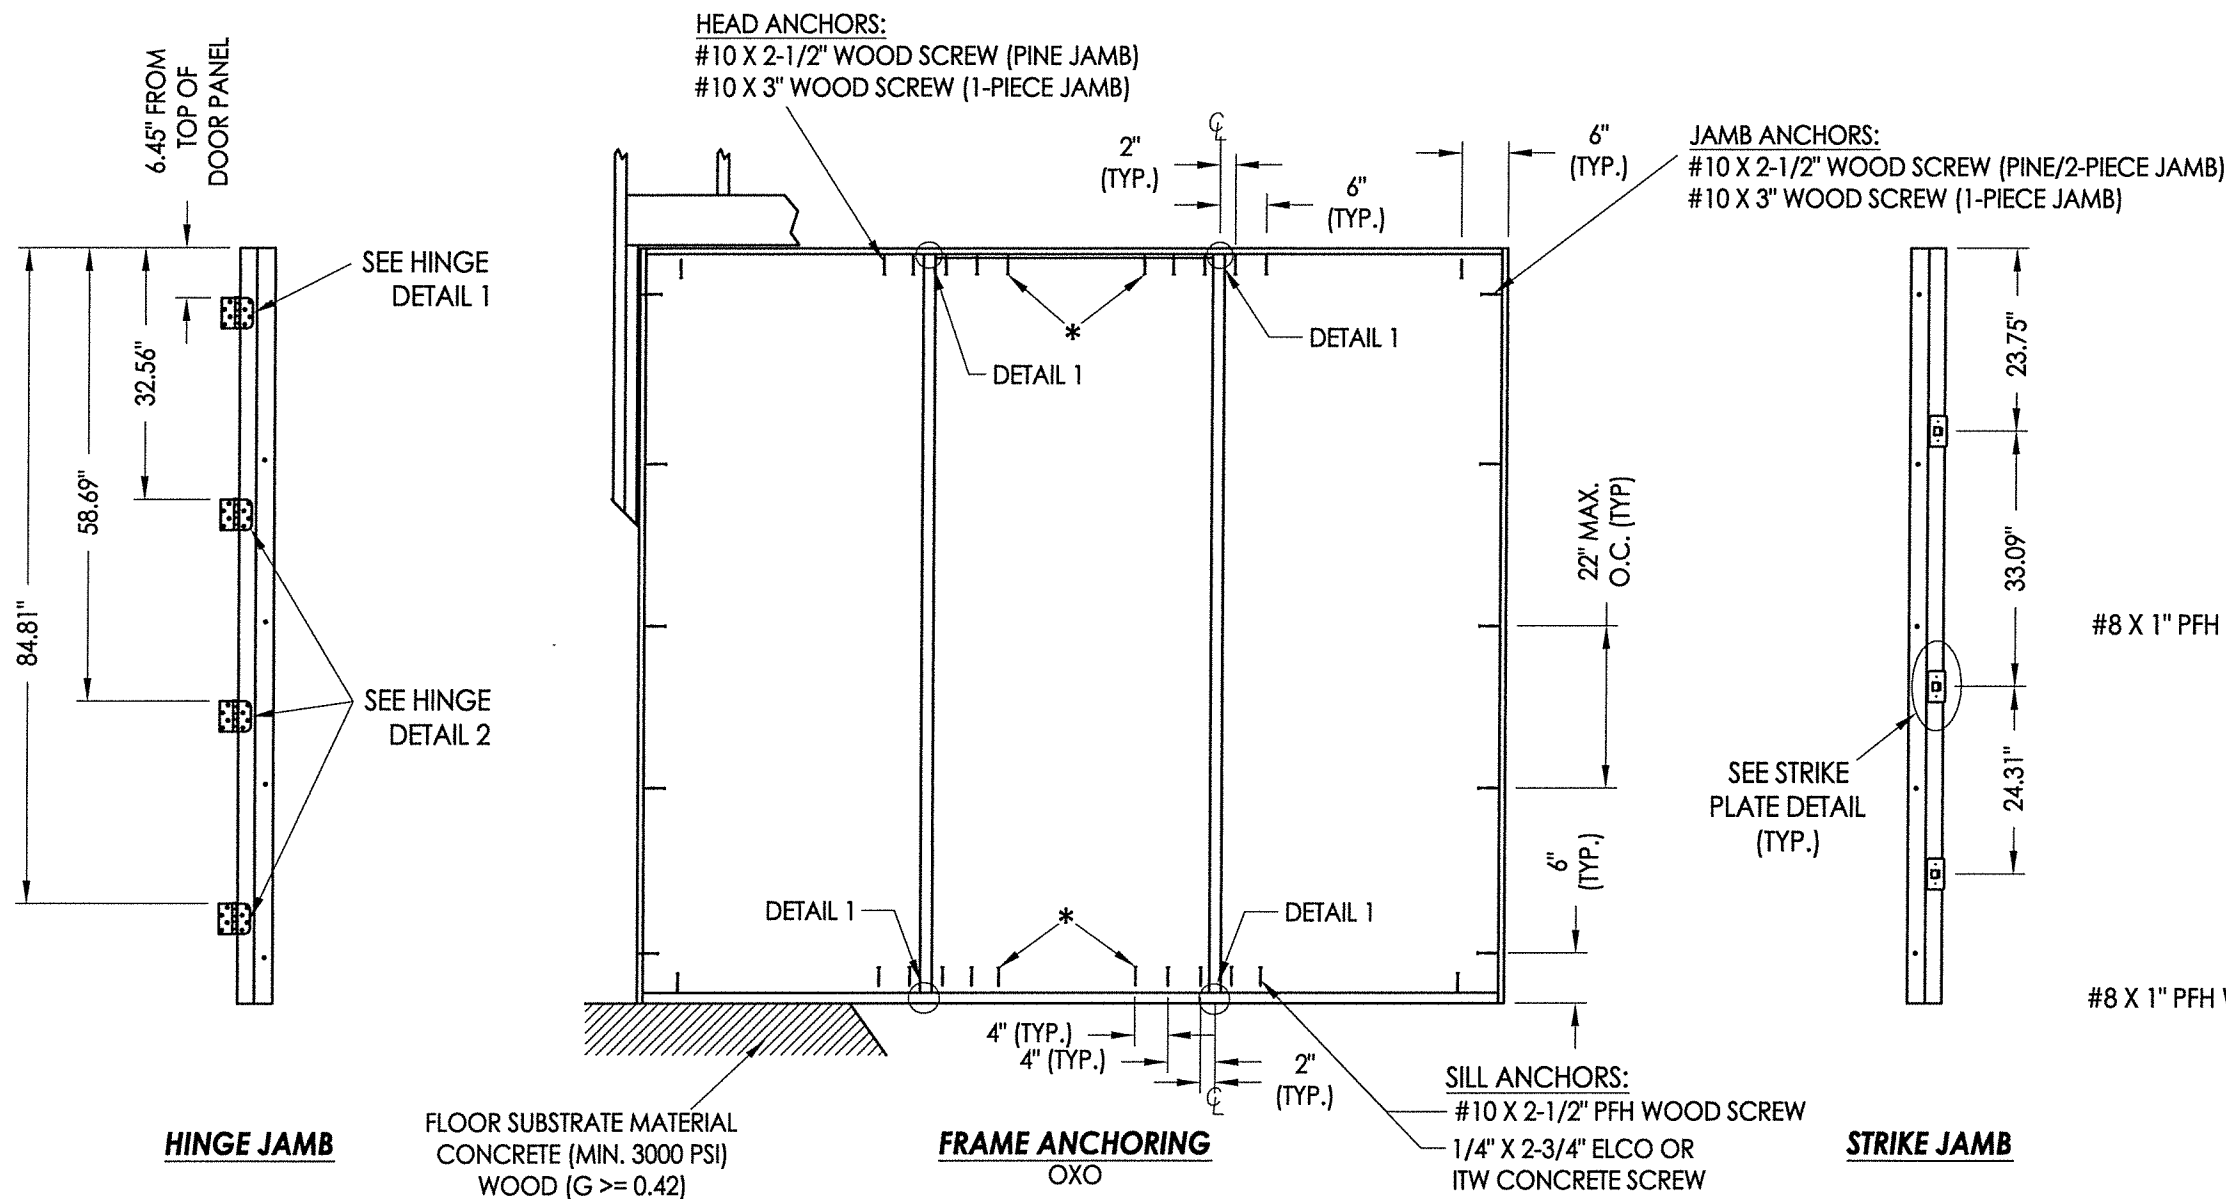 HEAD ANCHORS:
#10 X 2-1/2" WOOD SCREW (PINE JAMB)
#10 X 3" WOOD SCREW (1-PIECE JAMB)
6.45" FROM
TOP OF
DOOR PANEL
SEE HINGE
DETAIL 1
32.56"
58.69"
84.81"
SEE HINGE
DETAIL 2
HINGE JAMB
2"
(TYP.)
℄
6"
(TYP.)
6"
(TYP.)
JAMB ANCHORS:
#10 X 2-1/2" WOOD SCREW (PINE/2-PIECE JAMB)
#10 X 3" WOOD SCREW (1-PIECE JAMB)
*
DETAIL 1
DETAIL 1
22" MAX.
O.C. (TYP)
6"
(TYP.)
DETAIL 1
*
DETAIL 1
4" (TYP.)
4" (TYP.)
2"
(TYP.)
℄
FLOOR SUBSTRATE MATERIAL
CONCRETE (MIN. 3000 PSI)
WOOD (G >= 0.42)
FRAME ANCHORING
OXO
SILL ANCHORS:
#10 X 2-1/2" PFH WOOD SCREW
1/4" X 2-3/4" ELCO OR
ITW CONCRETE SCREW
23.75"
33.09"
24.31"
SEE STRIKE
PLATE DETAIL
(TYP.)
STRIKE JAMB
#8 X 1" PFH
#8 X 1" PFH